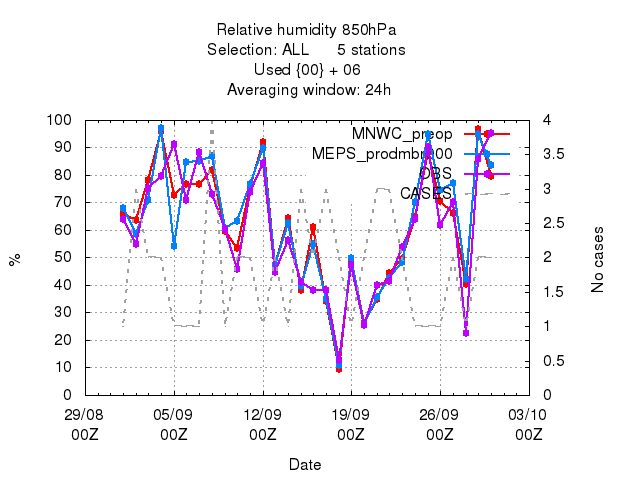 Relative humidity 850hPa
Selection: ALL 5 stations
Used {00} + 06
Averaging window: 24h
MNWC_preop
MEPS_prodmbr000
OBS
CASES
100
90
80
70
60
50
40
30
20
10
0
%
4
3.5
3
2.5
2
1.5
1
0.5
0
No cases
29/08 05/09 12/09 19/09 26/09 03/10
00Z 00Z 00Z 00Z 00Z 00Z
Date